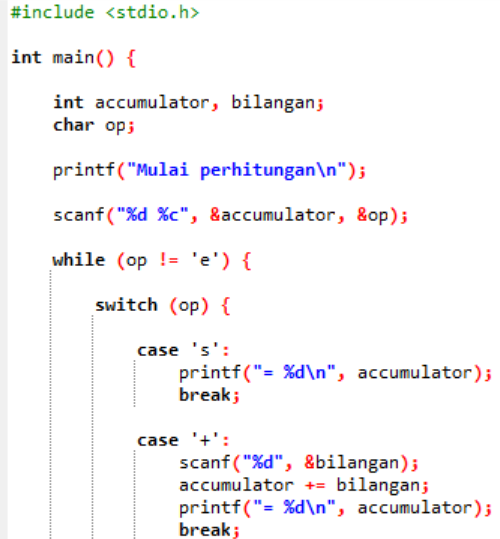 #include <stdio.h>
int main() {
int accumulator, bilangan;
char op;
printf("Mulai perhitungan\n");
scanf("%d %c", &accumulator, &op);
while (op != 'e') {
switch (op) {
case 's':
printf("= %d\n", accumulator);
break;
case '+':
scanf("%d", &bilangan);
accumulator += bilangan;
printf("= %d\n", accumulator);
break;